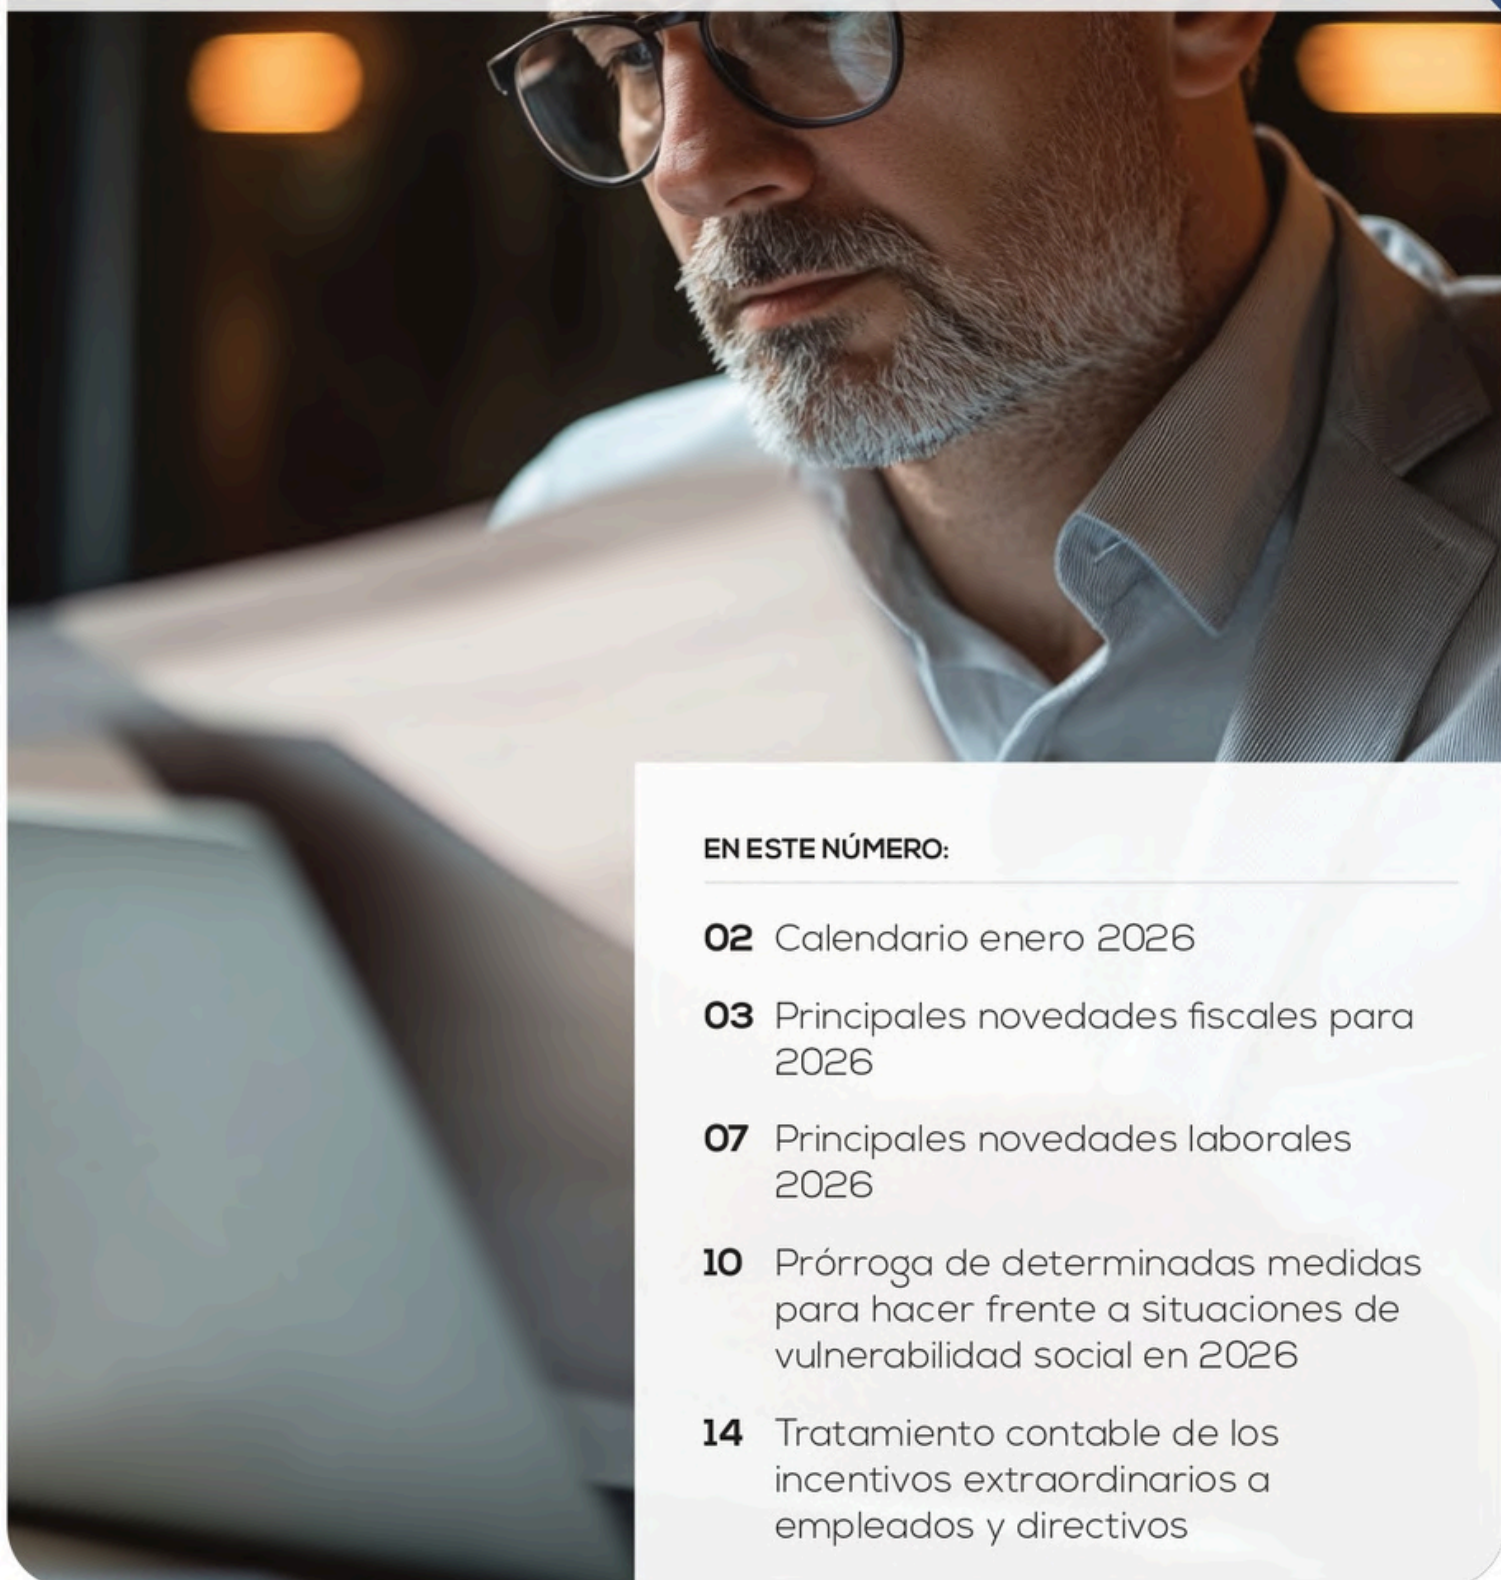 EN ESTE NÚMERO:
02 Calendario enero 2026
03 Principales novedades fiscales para
2026
07 Principales novedades laborales
2026
10 Prórroga de determinadas medidas
para hacer frente a situaciones de
vulnerabilidad social en 2026
14 Tratamiento contable de los
incentivos extraordinarios a
empleados y directivos